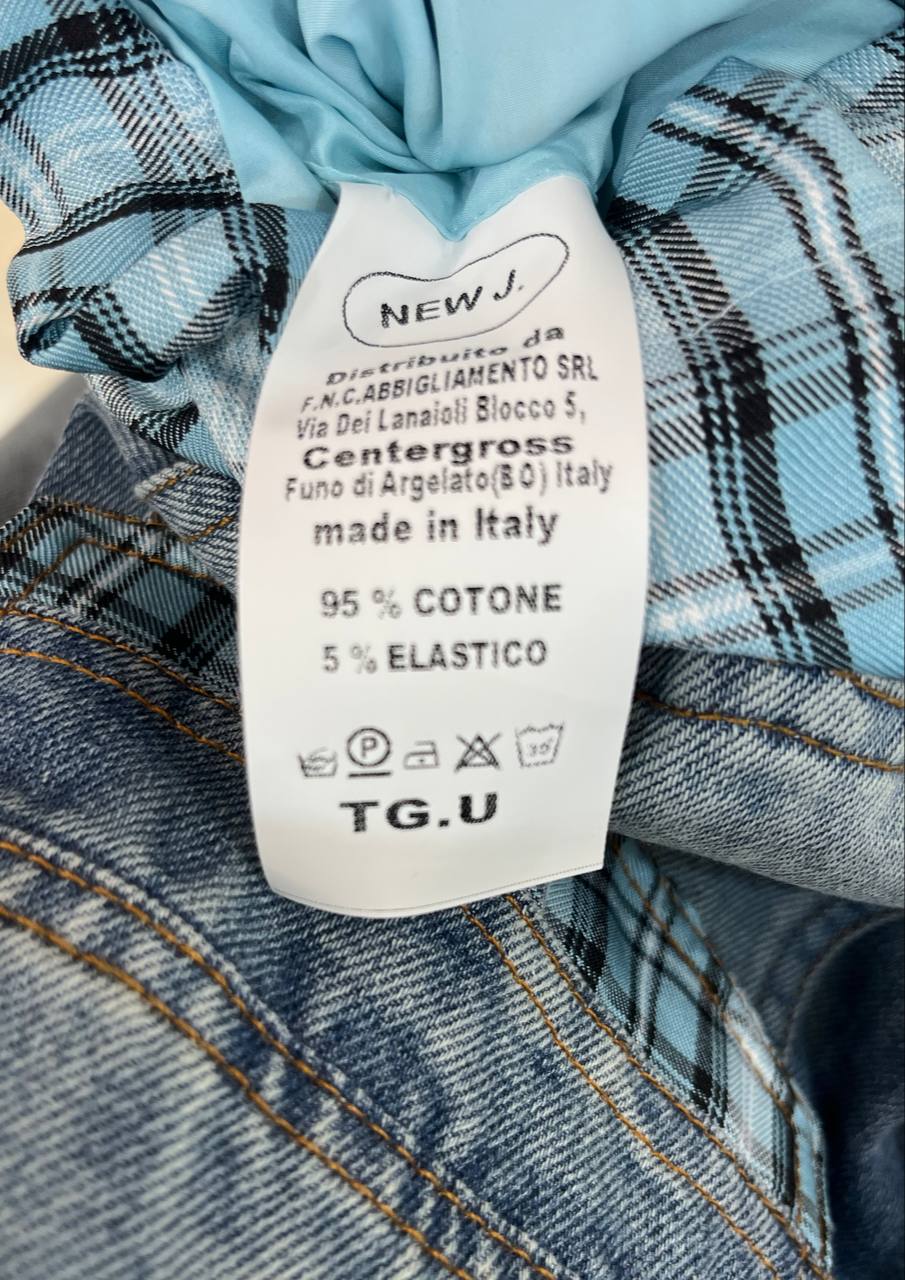 NEW J.
Distribuito da
F.N.C.ABBIGLIAMENTO SRL
Via Dei Lanaioli Blocco 5,
Centergross
Funo di Argelato(BO) Italy
made in Italy
95 % COTONE
5 % ELASTICO
P 30°
TG.U